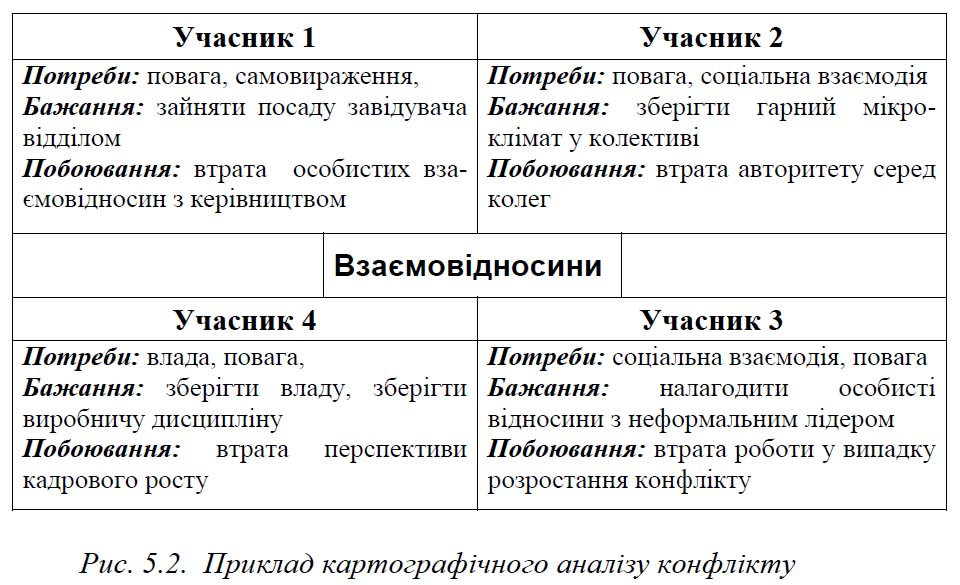 Учасник 1
Потреби: повага, самовираження,
Бажання: зайняти посаду завідувача
відділом
Побоювання: втрата особистих вза-
ємовідносин з керівництвом
Учасник 2
Потреби: повага, соціальна взаємодія
Бажання: зберігти гарний мікро-
клімат у колективі
Побоювання: втрата авторитету серед
колег
Взаємовідносини
Учасник 4
Потреби: влада, повага,
Бажання: зберігти владу, зберігти
виробничу дисципліну
Побоювання: втрата перспективи
кадрового росту
Учасник 3
Потреби: соціальна взаємодія, повага
Бажання: налагодити особисті
відносини з неформальним лідером
Побоювання: втрата роботи у випадку
розростання конфлікту
Рис. 5.2. Приклад картографічного аналізу конфлікту